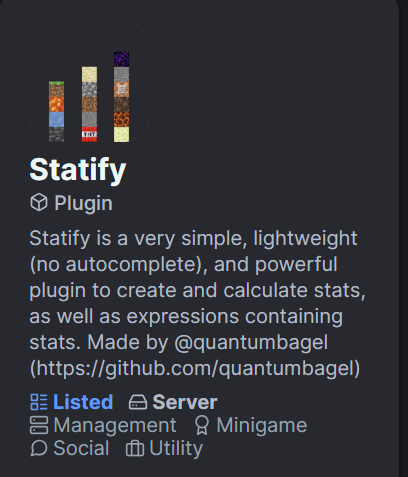 Statify
Plugin
Statify is a very simple, lightweight
(no autocomplete), and powerful
plugin to create and calculate stats,
as well as expressions containing
stats. Made by @quantumbagel
(https://github.com/quantumbagel)
Listed Server
Management Minigame
Social Utility